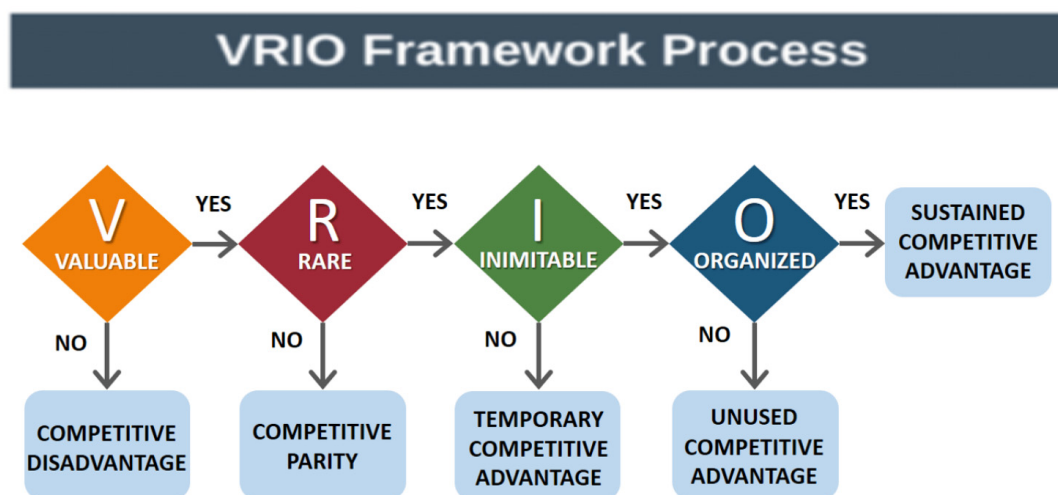 VRIO Framework Process
V
VALUABLE
YES
R
RARE
YES
I
INIMITABLE
YES
O
ORGANIZED
YES
SUSTAINED
COMPETITIVE
ADVANTAGE
NO
COMPETITIVE
DISADVANTAGE
NO
COMPETITIVE
PARITY
NO
TEMPORARY
COMPETITIVE
ADVANTAGE
NO
UNUSED
COMPETITIVE
ADVANTAGE